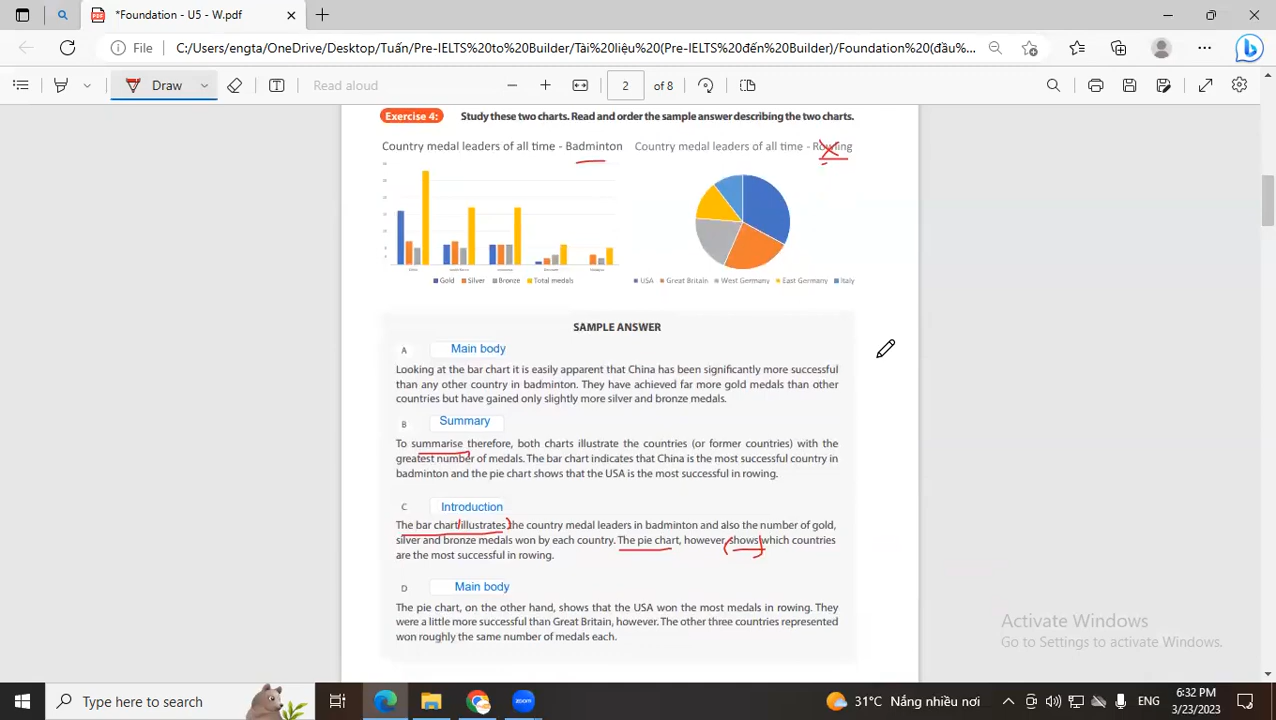 *Foundation - U5 - W.pdf
File
C:/Users/engta/OneDrive/Desktop/Tuấn/Pre-IELTS%20to%20Builder/Tài%20liệu%20(Pre-IELTS%20đến%20Builder)/Foundation%20(đầu%...
Draw
Read aloud
2
of 8
Exercise 4:
Study these two charts. Read and order the sample answer describing the two charts.
Country medal leaders of all time - Badminton
Country medal leaders of all time - Rowing
Gold Silver Bronze Total medals
USA Great Britain West Germany East Germany Italy
SAMPLE ANSWER
A Main body
Looking at the bar chart it is easily apparent that China has been significantly more successful
than any other country in badminton. They have achieved far more gold medals than other
countries but have gained only slightly more silver and bronze medals.
B Summary
To summarise therefore, both charts illustrate the countries (or former countries) with the
greatest number of medals. The bar chart indicates that China is the most successful country in
badminton and the pie chart shows that the USA is the most successful in rowing.
C Introduction
The bar chart illustrates the country medal leaders in badminton and also the number of gold,
silver and bronze medals won by each country. The pie chart, however, shows which countries
are the most successful in rowing.
D Main body
The pie chart, on the other hand, shows that the USA won the most medals in rowing. They
were a little more successful than Great Britain, however. The other three countries represented
won roughly the same number of medals each.
Activate Windows
Go to Settings to activate Windows.
Type here to search
zoom
31°C Nắng nhiều nơi
ENG
6:32 PM
3/23/2023